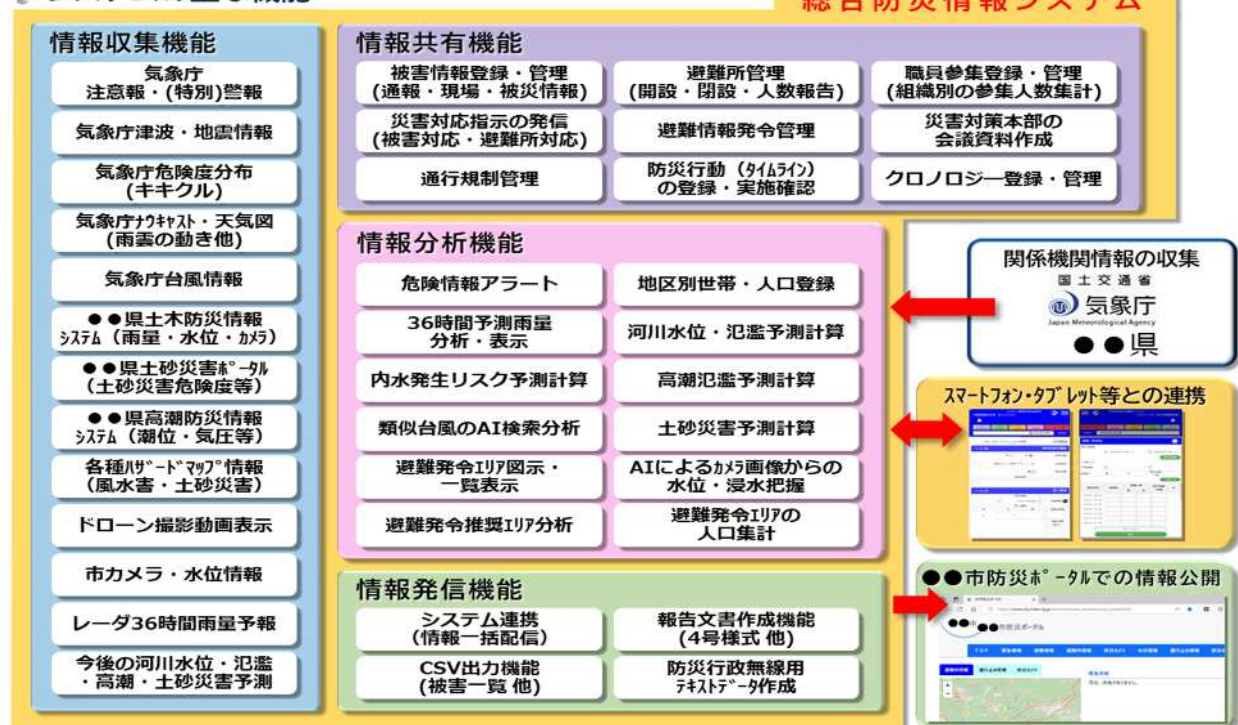 総合防災情報システム
情報収集機能
気象庁
注意報・(特別)警報
気象庁津波・地震情報
気象庁危険度分布
(キキクル)
気象庁ﾅｳｷｬｽﾄ・天気図
(雨雲の動き他)
気象庁台風情報
●●県土木防災情報
ｼｽﾃﾑ（雨量・水位・ｶﾒﾗ）
●●県土砂災害ﾎﾟｰﾀﾙ
（土砂災害危険度等）
●●県高潮防災情報
ｼｽﾃﾑ（潮位・気圧等）
各種ﾊｻﾞｰﾄﾞﾏｯﾌﾟ情報
（風水害・土砂災害）
ドローン撮影動画表示
市カメラ・水位情報
レーダ36時間雨量予報
今後の河川水位・氾濫
・高潮・土砂災害予測
情報共有機能
被害情報登録・管理
(通報・現場・被災情報)
避難所管理
(開設・閉設・人数報告)
職員参集登録・管理
(組織別の参集人数集計)
災害対応指示の発信
(被害対応・避難所対応)
避難情報発令管理
災害対策本部の
会議資料作成
通行規制管理
防災行動（ﾀｲﾑﾗｲﾝ）
の登録・実施確認
クロノロジー登録・管理
情報分析機能
危険情報アラート
地区別世帯・人口登録
36時間予測雨量
分析・表示
河川水位・氾濫予測計算
内水発生リスク予測計算
高潮氾濫予測計算
類似台風のAI検索分析
土砂災害予測計算
避難発令ｴﾘｱ図示・
一覧表示
AIによるｶﾒﾗ画像からの
水位・浸水把握
避難発令推奨ｴﾘｱ分析
避難発令ｴﾘｱの
人口集計
情報発信機能
システム連携
（情報一括配信）
報告文書作成機能
(4号様式 他)
CSV出力機能
(被害一覧 他)
防災行政無線用
ﾃｷｽﾄﾃﾞｰﾀ作成
関係機関情報の収集
国土交通省
気象庁
Japan Meteorological Agency
●●県
ｽﾏｰﾄﾌｫﾝ・ﾀﾌﾞﾚｯﾄ等との連携
●●市防災ﾎﾟｰﾀﾙでの情報公開
●●市防災ポータル